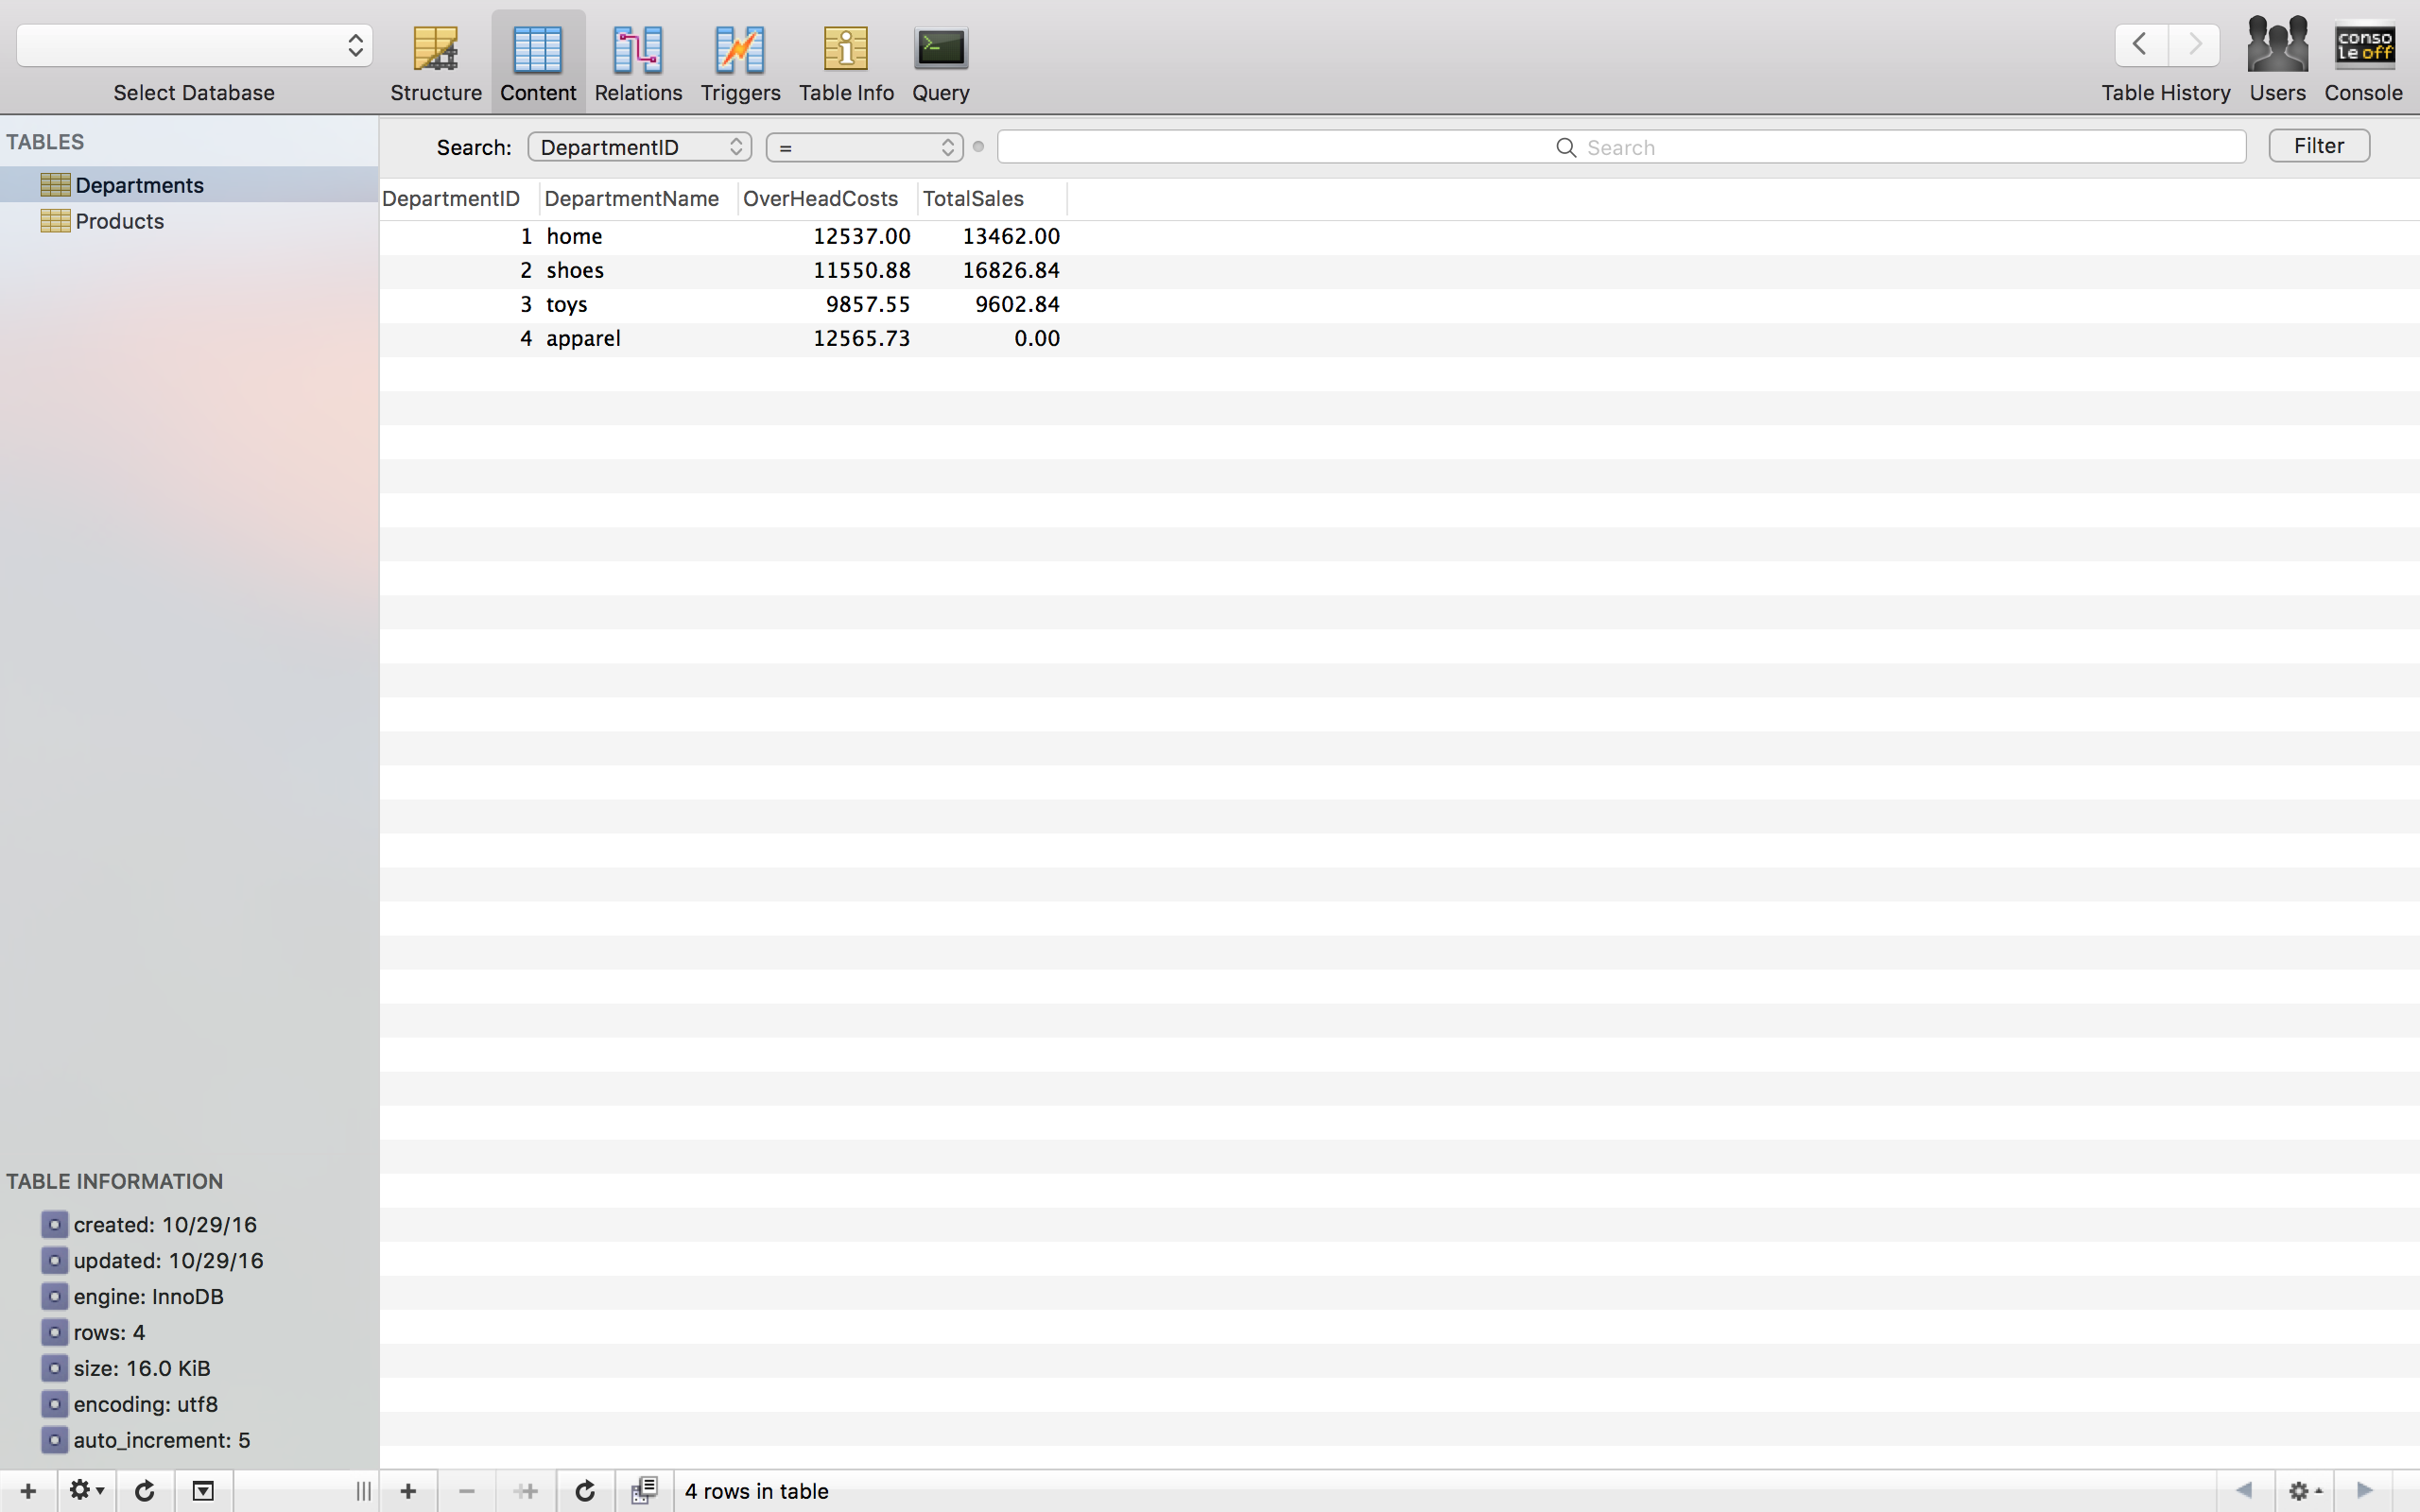 Select Database
Structure
Content
Relations
Triggers
Table Info
Query
Table History
Users
console off
Console
TABLES
Departments
Products
Search: DepartmentID = Search Filter
DepartmentID DepartmentName OverHeadCosts TotalSales
1 home 12537.00 13462.00
2 shoes 11550.88 16826.84
3 toys 9857.55 9602.84
4 apparel 12565.73 0.00
TABLE INFORMATION
created: 10/29/16
updated: 10/29/16
engine: InnoDB
rows: 4
size: 16.0 KiB
encoding: utf8
auto_increment: 5
4 rows in table